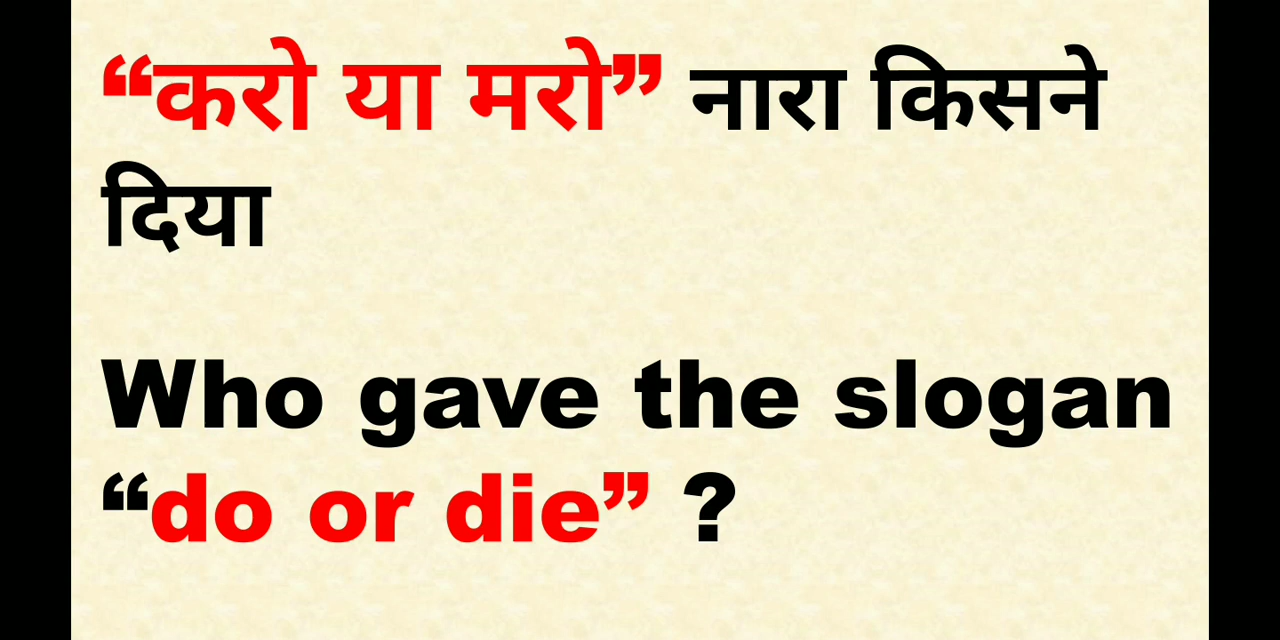 “करो या मरो” नारा किसने
दिया
Who gave the slogan
“do or die” ?